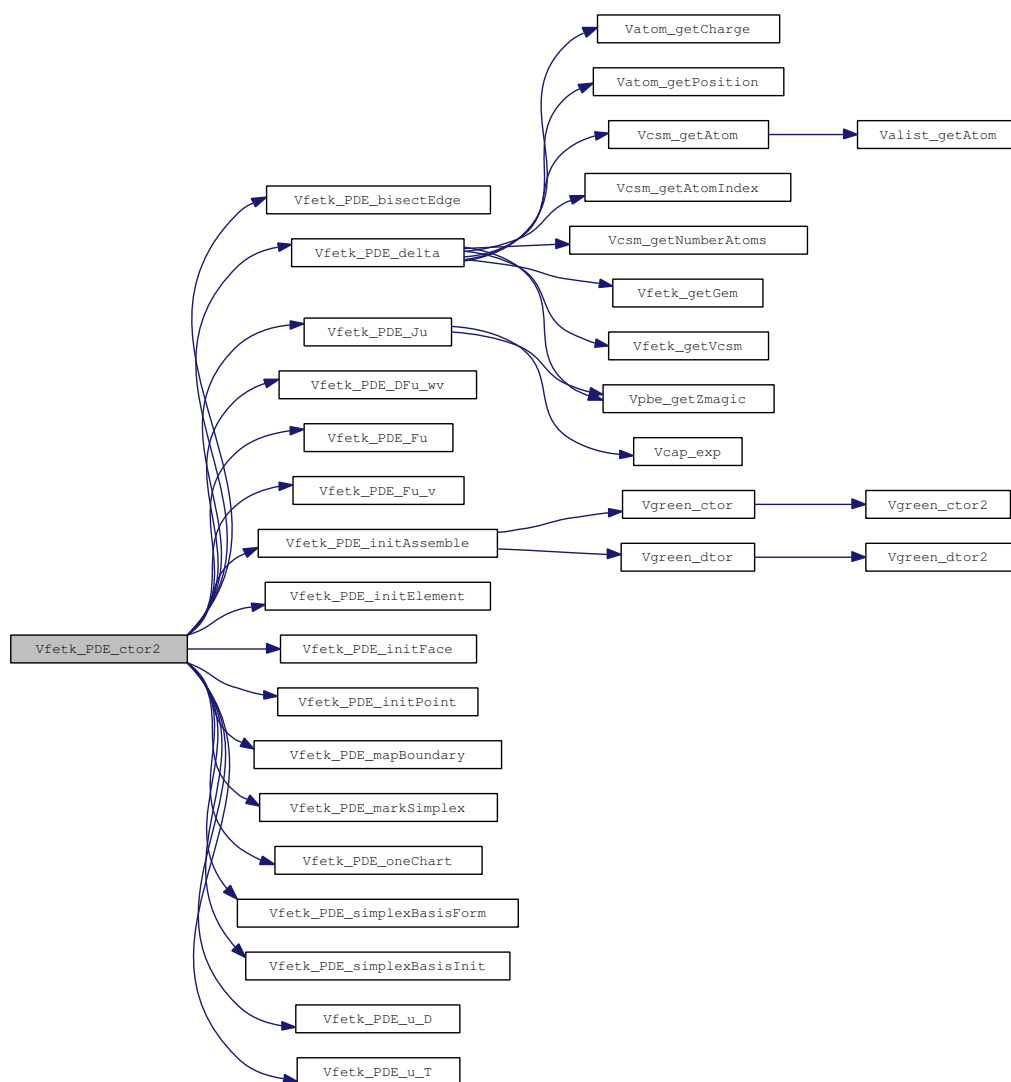 Vatom_getCharge
Vatom_getPosition
Vcsm_getAtom
Valist_getAtom
Vcsm_getAtomIndex
Vfetk_PDE_bisectEdge
Vcsm_getNumberAtoms
Vfetk_PDE_delta
Vfetk_getGem
Vfetk_PDE_Ju
Vfetk_getVcsm
Vfetk_PDE_DFu_wv
Vpbe_getZmagic
Vfetk_PDE_Fu
Vcap_exp
Vfetk_PDE_Fu_v
Vgreen_ctor
Vgreen_ctor2
Vfetk_PDE_initAssemble
Vgreen_dtor
Vgreen_dtor2
Vfetk_PDE_initElement
Vfetk_PDE_ctor2
Vfetk_PDE_initFace
Vfetk_PDE_initPoint
Vfetk_PDE_mapBoundary
Vfetk_PDE_markSimplex
Vfetk_PDE_oneChart
Vfetk_PDE_simplexBasisForm
Vfetk_PDE_simplexBasisInit
Vfetk_PDE_u_D
Vfetk_PDE_u_T